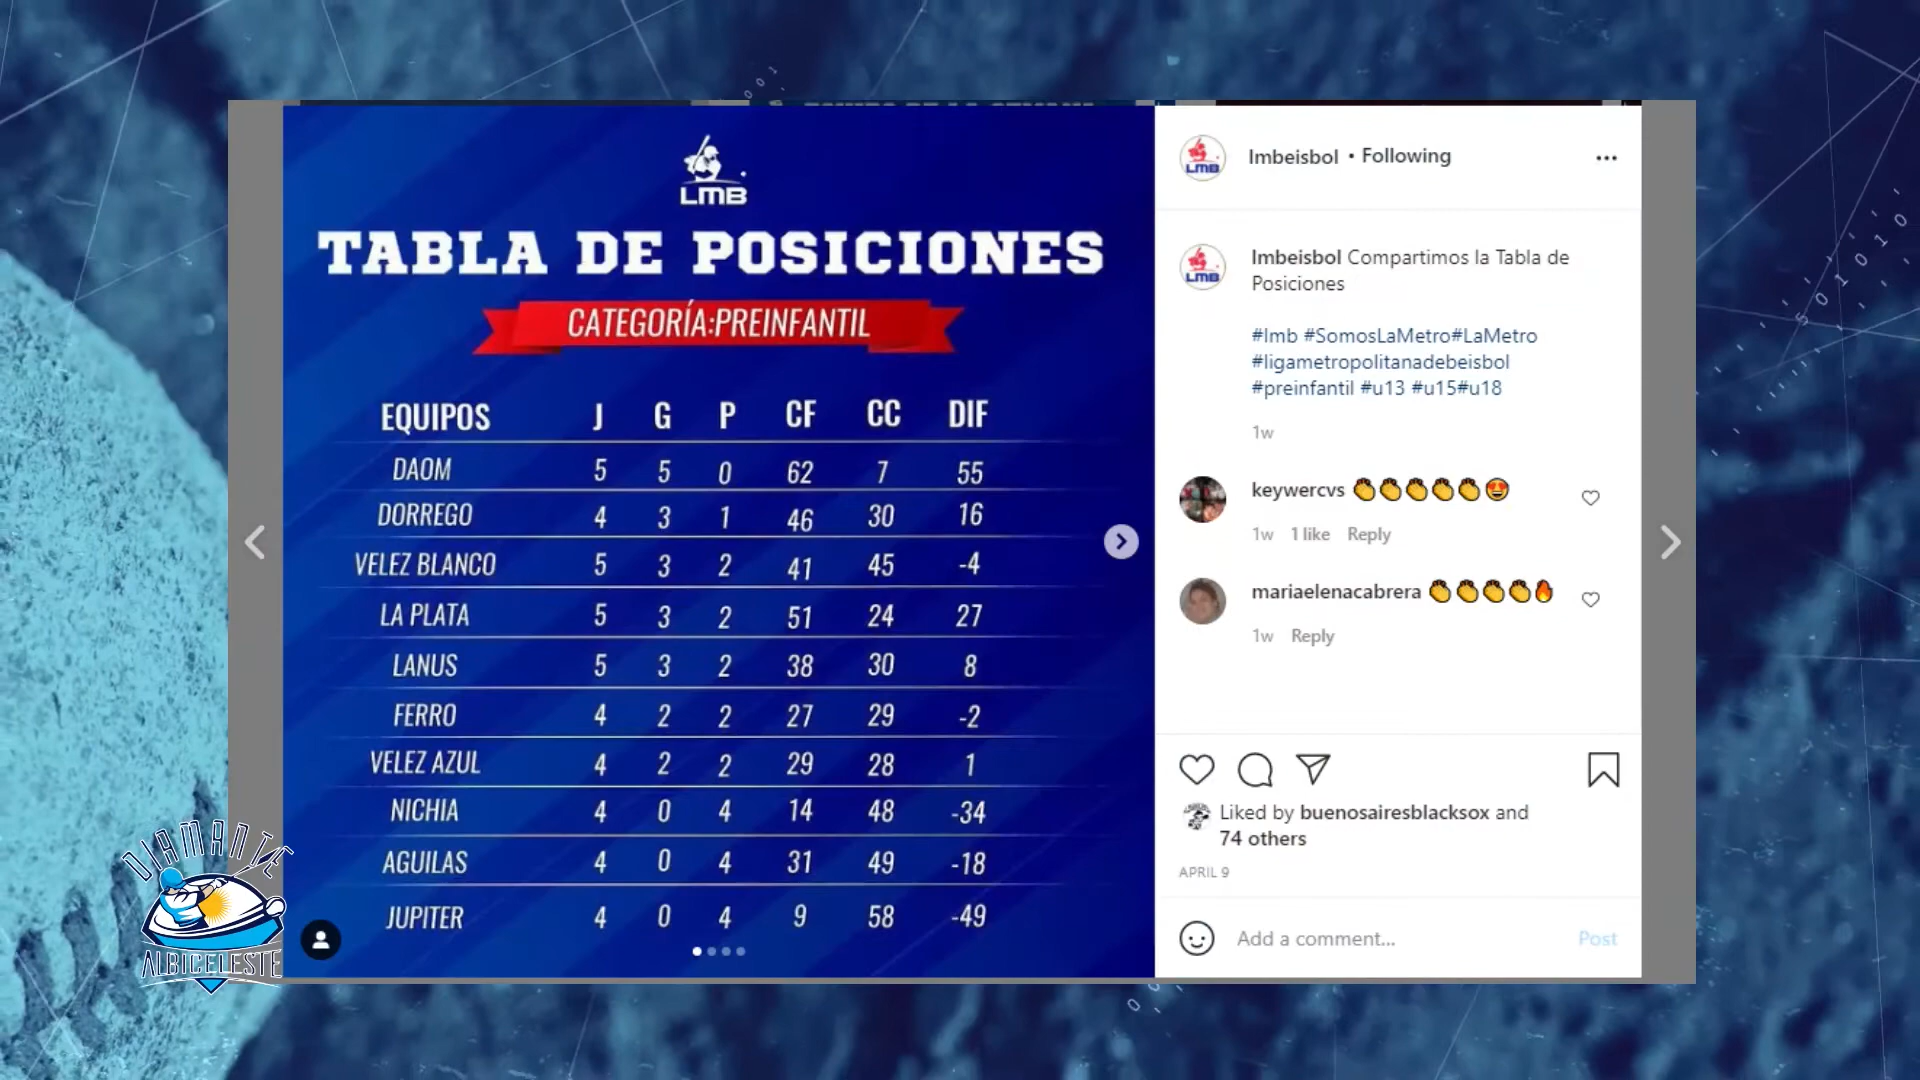 LMB
TABLA DE POSICIONES
CATEGORÍA:PREINFANTIL
EQUIPOS J G P CF CC DIF
DAOM 5 5 0 62 7 55
DORREGO 4 3 1 46 30 16
VELEZ BLANCO 5 3 2 41 45 -4
LA PLATA 5 3 2 51 24 27
LANUS 5 3 2 38 30 8
FERRO 4 2 2 27 29 -2
VELEZ AZUL 4 2 2 29 28 1
NICHIA 4 0 4 14 48 -34
AGUILAS 4 0 4 31 49 -18
JUPITER 4 0 4 9 58 -49
DIAMANTE
ALBICELESTE
LMB
lmbeisbol • Following
LMB
lmbeisbol Compartimos la Tabla de
Posiciones
#lmb #SomosLaMetro#LaMetro
#ligametropolitanadebeisbol
#preinfantil #u13 #u15#u18
1w
keywercvs 👏👏👏👏👏😍
1w 1 like Reply
mariaelenacabrera 👏👏👏👏🔥
1w Reply
Liked by buenosairesblacksox and
74 others
APRIL 9
Add a comment... Post